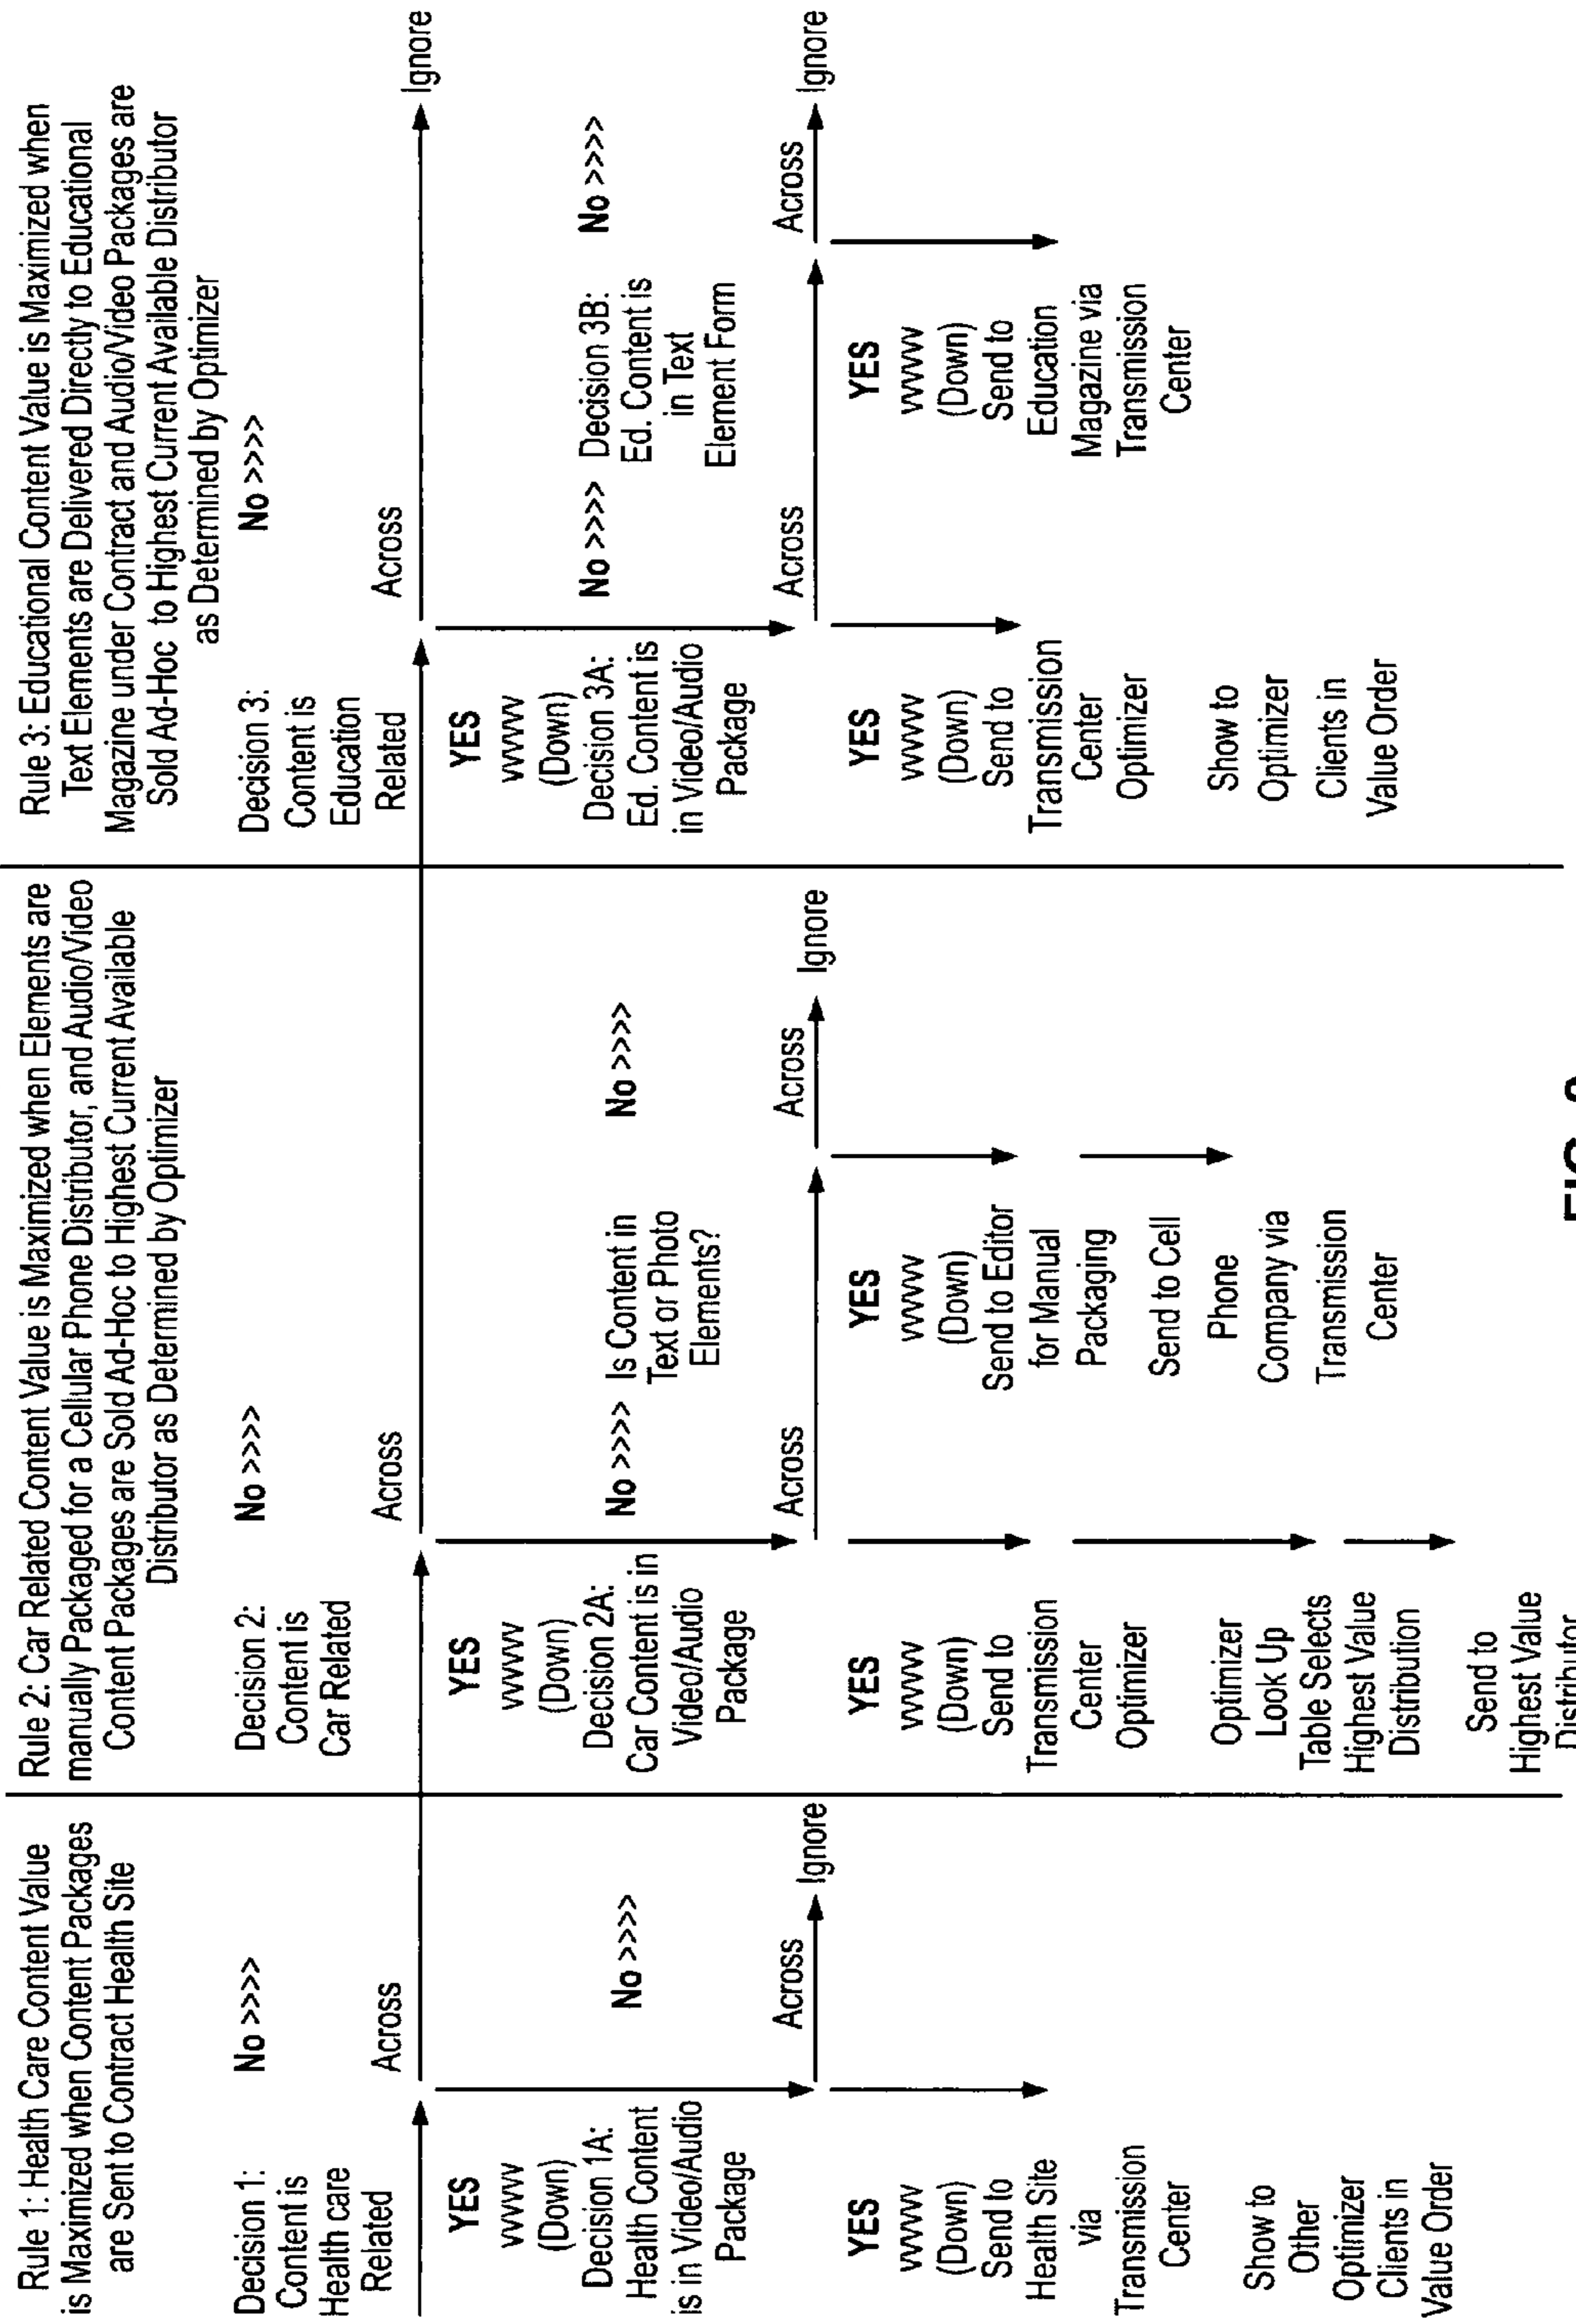 Rule 1: Health Care Content Value
is Maximized when Content Packages
are Sent to Contract Health Site
Decision 1:
Content is
Health care
Related
No >>>>
Across
YES
vvvvv
(Down)
Decision 1A:
Health Content
is in Video/Audio
Package
No >>>>
Across
Ignore
YES
vvvvv
(Down)
Send to
Health Site
via
Transmission
Center
Show to
Other
Optimizer
Clients in
Value Order
Rule 2: Car Related Content Value is Maximized when Elements are
manually Packaged for a Cellular Phone Distributor, and Audio/Video
Content Packages are Sold Ad-Hoc to Highest Current Available
Distributor as Determined by Optimizer
Decision 2:
Content is
Car Related
No >>>>
Across
YES
vvvvv
(Down)
Decision 2A:
Car Content is in
Video/Audio
Package
No >>>> Is Content in
Text or Photo
Elements?
No >>>>
Across
Across
Ignore
YES
vvvvv
(Down)
Send to
Transmission
Center
Optimizer
Optimizer
Look Up
Table Selects
Highest Value
Distribution
Send to
Highest Value
Distributor
YES
vvvvv
(Down)
Send to Editor
for Manual
Packaging
Send to Cell
Phone
Company via
Transmission
Center
Rule 3: Educational Content Value is Maximized when
Text Elements are Delivered Directly to Educational
Magazine under Contract and Audio/Video Packages are
Sold Ad-Hoc to Highest Current Available Distributor
as Determined by Optimizer
Decision 3:
Content is
Education
Related
No >>>>
Across
Ignore
YES
vvvvv
(Down)
Decision 3A:
Ed. Content is
in Video/Audio
Package
No >>>> Decision 3B:
Ed. Content is
in Text
Element Form
No >>>>
Across
Across
Ignore
YES
vvvvv
(Down)
Send to
Transmission
Center
Optimizer
Show to
Optimizer
Clients in
Value Order
YES
vvvvv
(Down)
Send to
Education
Magazine via
Transmission
Center